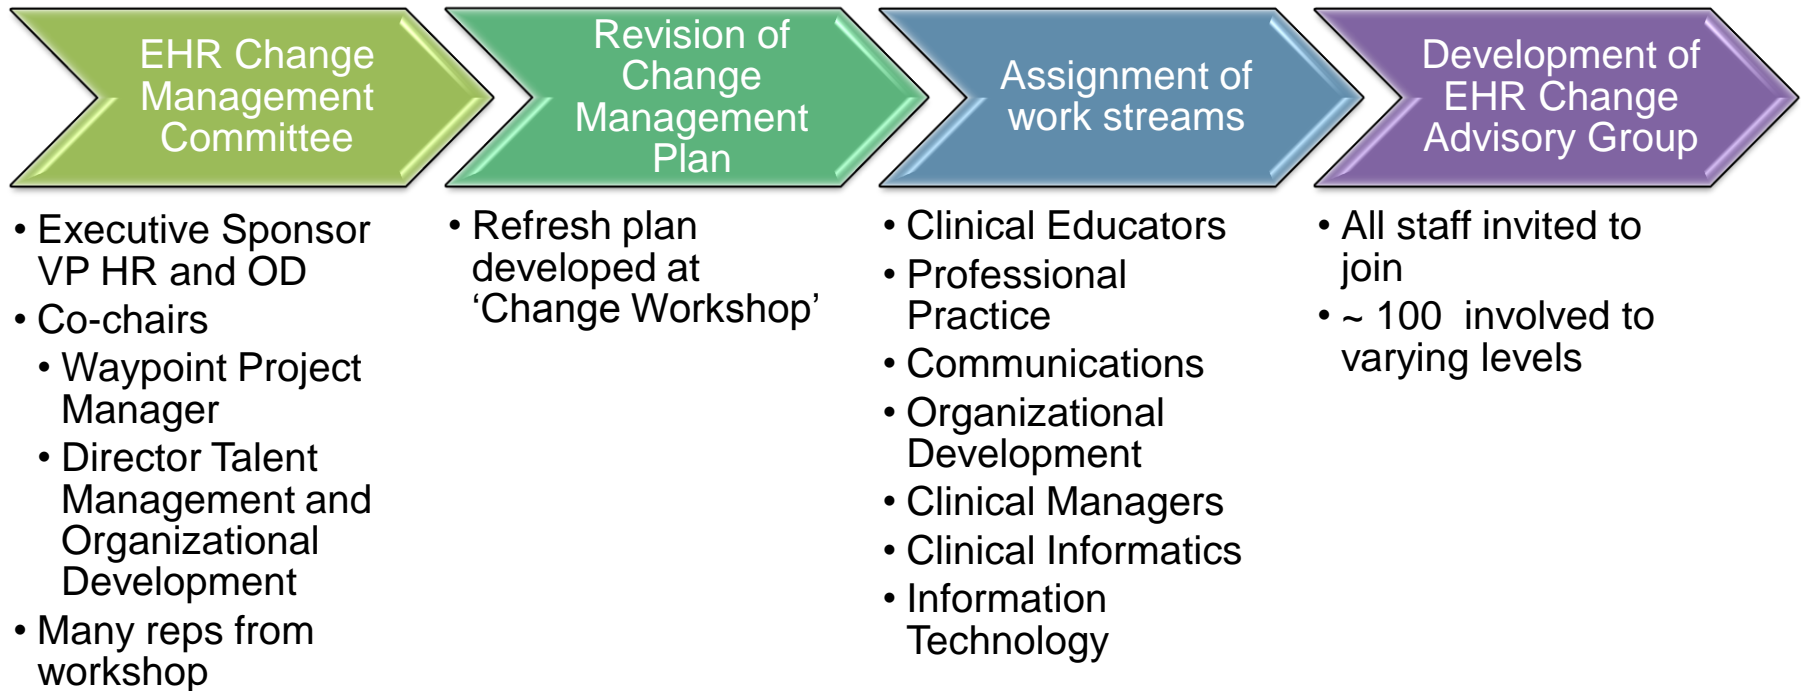 EHR Change
Management
Committee
Revision of
Change
Management
Plan
Assignment of
work streams
Development of
EHR Change
Advisory Group
• Executive Sponsor
VP HR and OD
• Co-chairs
• Waypoint Project
Manager
• Director Talent
Management and
Organizational
Development
• Many reps from
workshop
• Refresh plan
developed at
‘Change Workshop’
• Clinical Educators
• Professional
Practice
• Communications
• Organizational
Development
• Clinical Managers
• Clinical Informatics
• Information
Technology
• All staff invited to
join
• ~ 100 involved to
varying levels